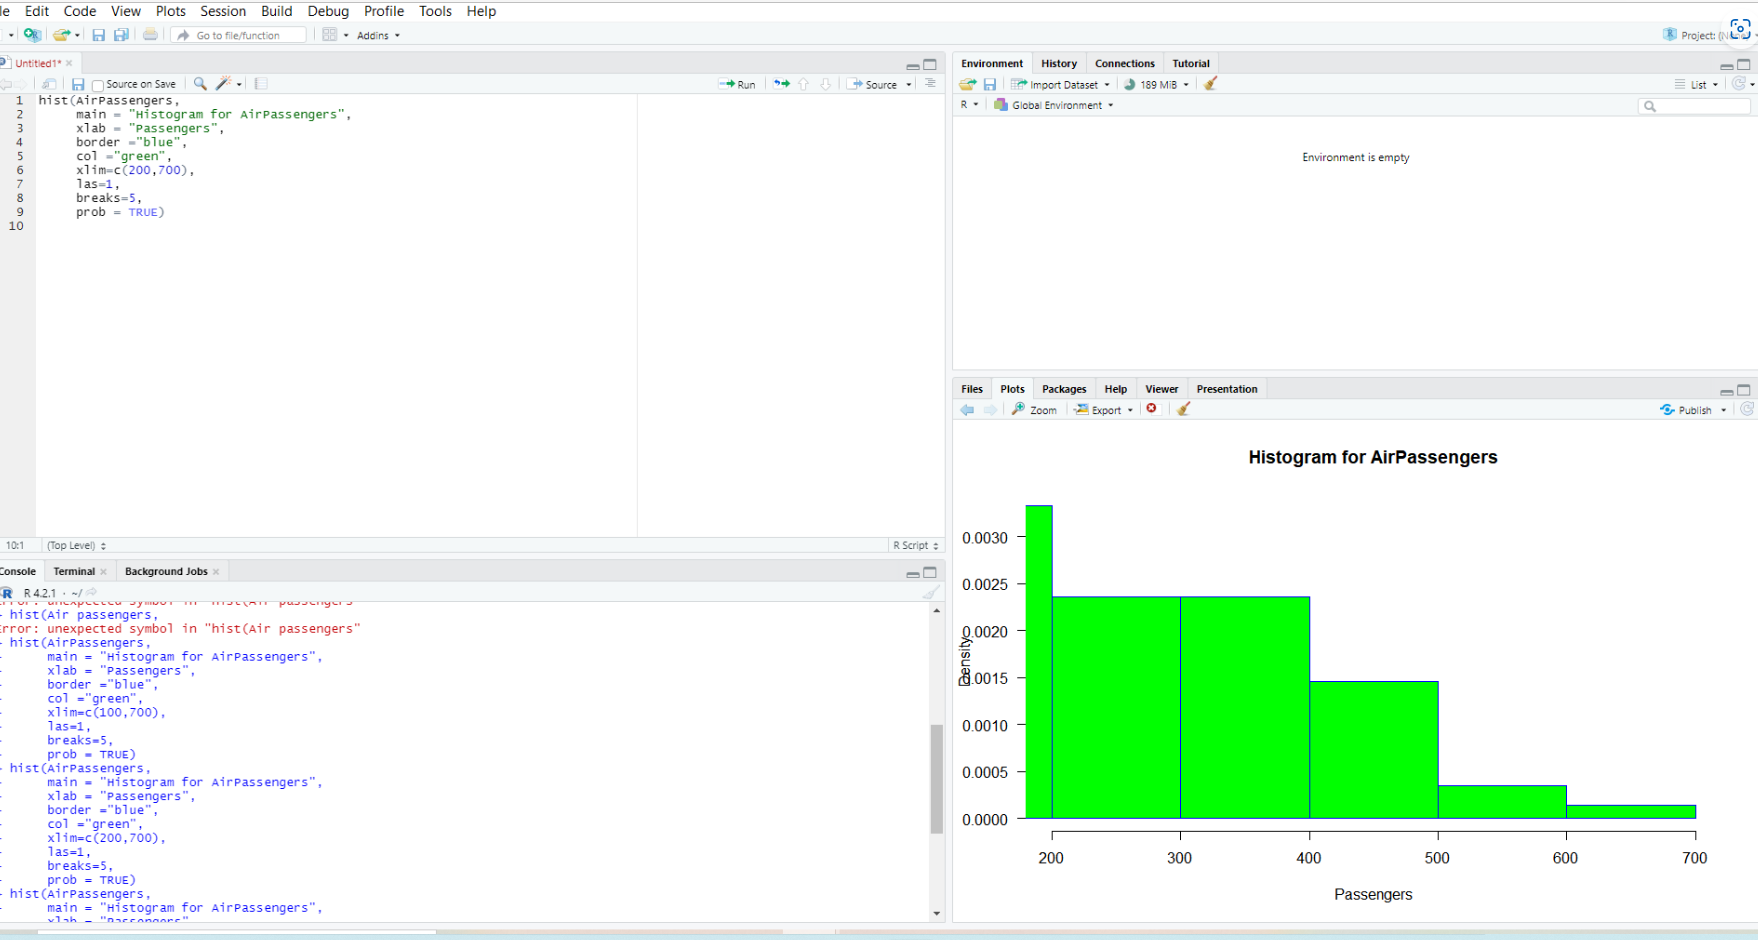 le Edit Code View Plots Session Build Debug Profile Tools Help
Go to file/function Addins Project:
Untitled1*
Source on Save Run Source
1 hist(AirPassengers,
2 main = "Histogram for AirPassengers",
3 xlab = "Passengers",
4 border ="blue",
5 col ="green",
6 xlim=c(200,700),
7 las=1,
8 breaks=5,
9 prob = TRUE)
10
10:1 (Top Level) R Script
Console Terminal Background Jobs
R R 4.2.1 · ~/
hist(Air passengers,
Error: unexpected symbol in "hist(Air passengers"
hist(AirPassengers,
main = "Histogram for AirPassengers",
xlab = "Passengers",
border ="blue",
col ="green",
xlim=c(100,700),
las=1,
breaks=5,
prob = TRUE)
hist(AirPassengers,
main = "Histogram for AirPassengers",
xlab = "Passengers",
border ="blue",
col ="green",
xlim=c(200,700),
las=1,
breaks=5,
prob = TRUE)
hist(AirPassengers,
main = "Histogram for AirPassengers",
xlab = "Passengers"
Environment History Connections Tutorial
Import Dataset 189 MiB List
R Global Environment
Environment is empty
Files Plots Packages Help Viewer Presentation
Zoom Export Publish
Histogram for AirPassengers
Density
0.0030
0.0025
0.0020
0.0015
0.0010
0.0005
0.0000
200 300 400 500 600 700
Passengers